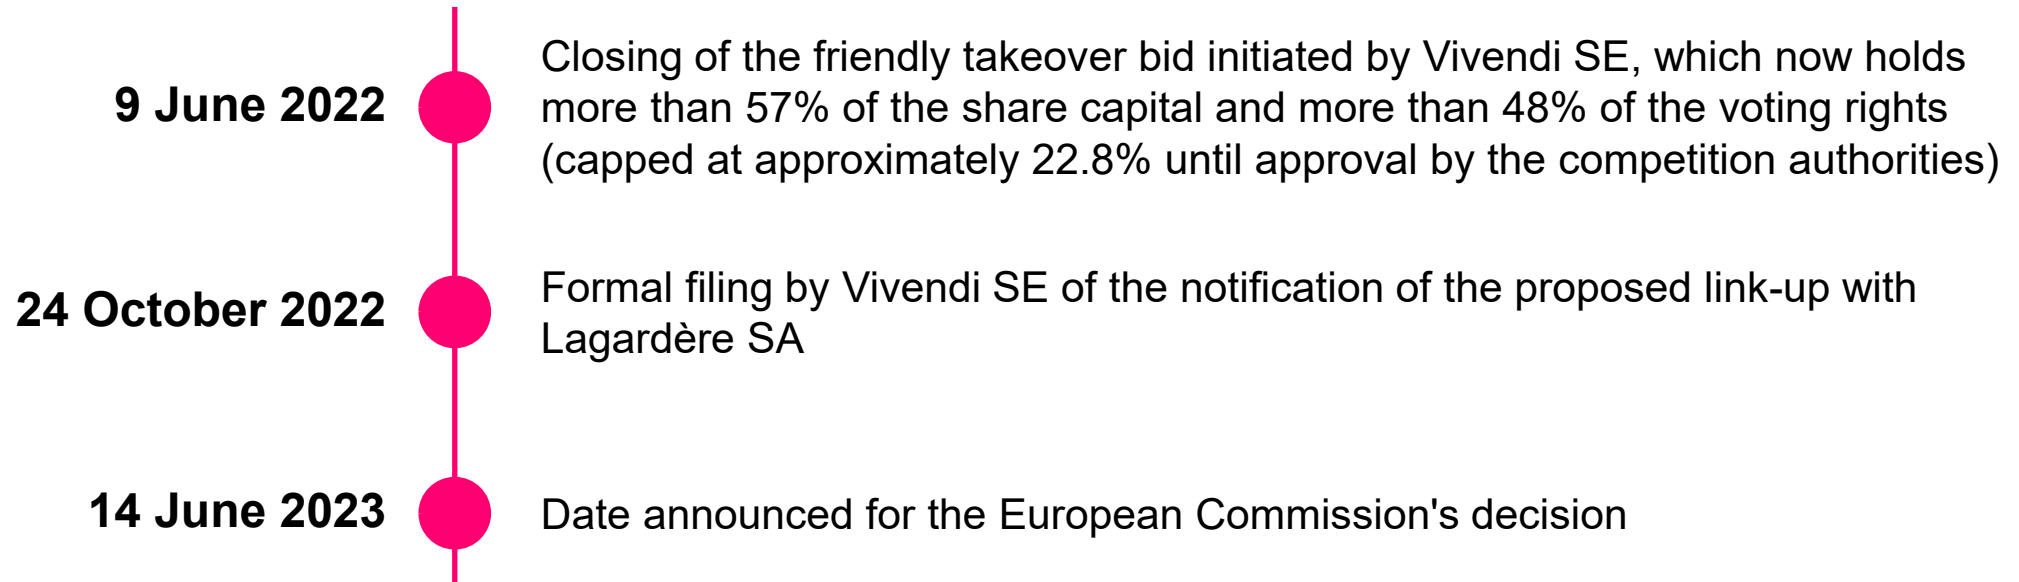 9 June 2022
Closing of the friendly takeover bid initiated by Vivendi SE, which now holds
more than 57% of the share capital and more than 48% of the voting rights
(capped at approximately 22.8% until approval by the competition authorities)
24 October 2022
Formal filing by Vivendi SE of the notification of the proposed link-up with
Lagardère SA
14 June 2023
Date announced for the European Commission's decision